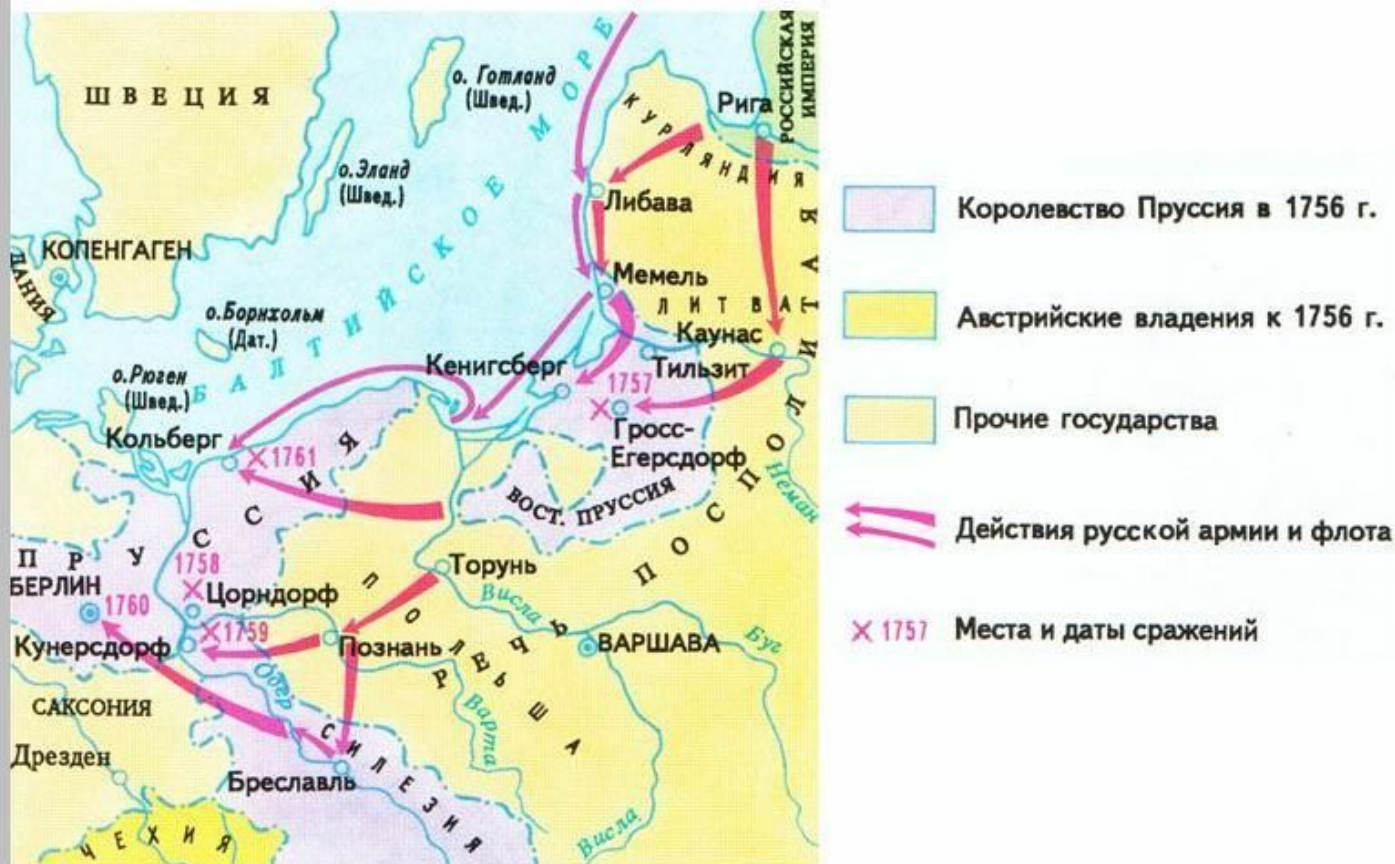 ШВЕЦИЯ
о. Готланд
(Швед.)
о.Эланд
(Швед.)
БАЛТИЙСКОЕ МОРЕ
КУРЛЯНДИЯ
Рига
РОССИЙСКАЯ
ИМПЕРИЯ
Либава
КОПЕНГАГЕН
ДАНИЯ
Мемель
ЛИТВА
о.Борнхольм
(Дат.)
Каунас
Кенигсберг
Тильзит
1757
о.Рюген
(Швед.)
Кольберг
1761
Гросс-
Егерсдорф
ВОСТ. ПРУССИЯ
Неман
ПРУССИЯ
РЕЧЬ ПОСПОЛИТАЯ
БЕРЛИН
1760
1758
Цорндорф
1759
Кунерсдорф
Торунь
Висла
ПОЛЬША
Познань
ВАРШАВА
Буг
Одер
Варта
САКСОНИЯ
Дрезден
СИЛЕЗИЯ
Бреславль
Висла
ЧЕХИЯ
Королевство Пруссия в 1756 г.
Австрийские владения к 1756 г.
Прочие государства
Действия русской армии и флота
1757 Места и даты сражений